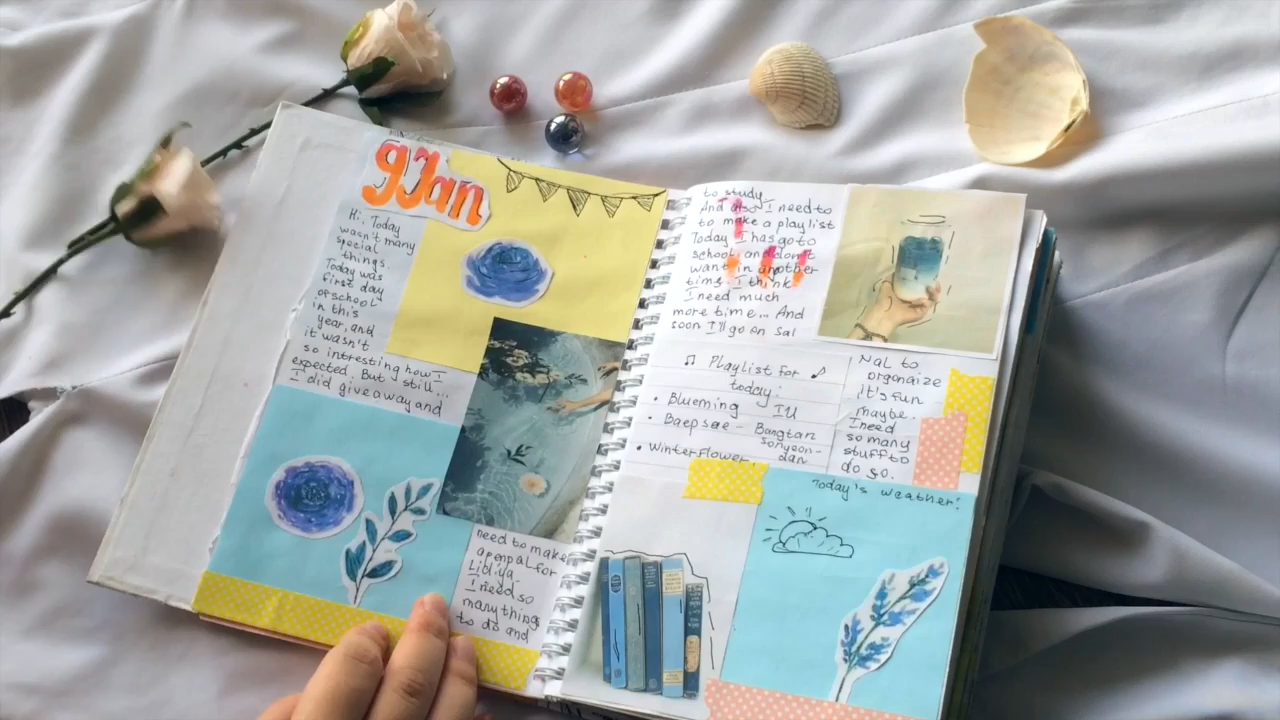 9Jan
Hi. Today
wasn't many
special
things
Today was
first day
of school
in this
year, and
it wasn't
so intresting how I
expected. But I still...
I did give away and
need to make
a penpal for
Lidiya.
I need so
many things
to do and
to study.
And also I need to
to make a playlist
Today I has go to
school and don't
want in another
time. I think
I need much
more time... And
soon I'll go on sal
♫ Playlist for ♪
today:
• Blueming IU
• Baepsae - Bangtan
sonyeon-
dan
• Winter Flower
Nal to
orgonaize
it's fun
maybe.
I need
so many
stuff to
do so.
Today's weather: